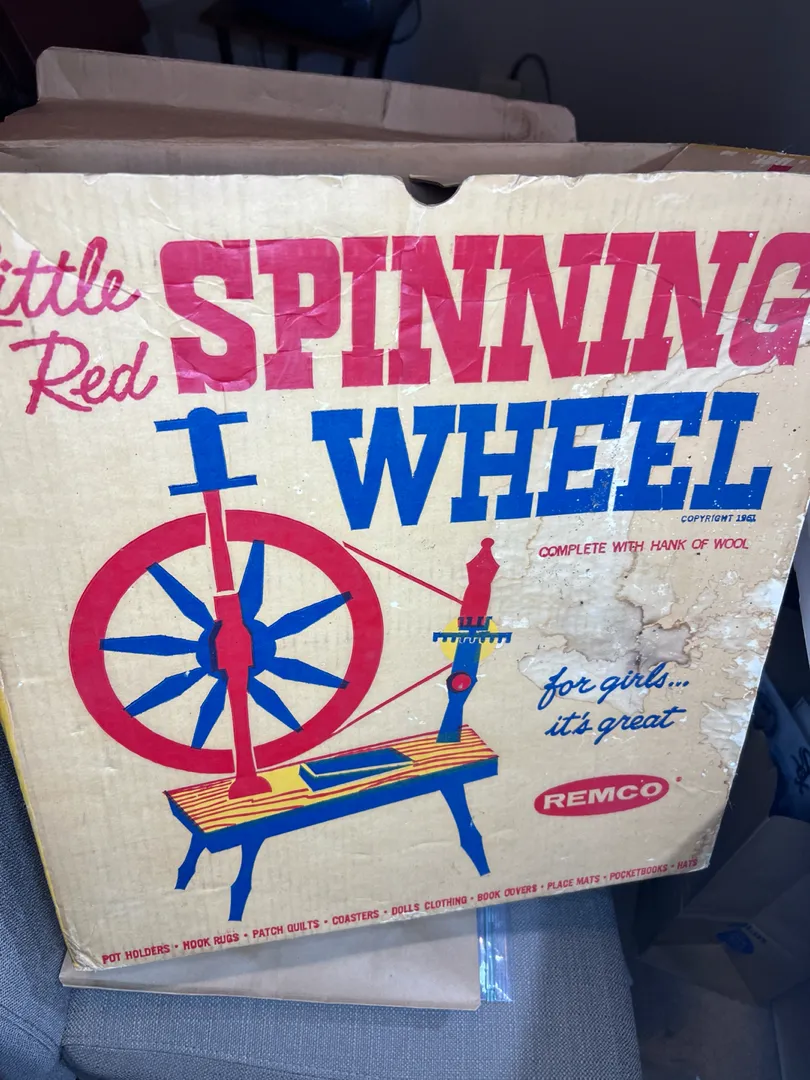 Little
Red
SPINNING
WHEEL
COPYRIGHT 1961
COMPLETE WITH HANK OF WOOL
for girls...
it's great
REMCO
POT HOLDERS • HOOK RUGS • PATCH QUILTS • COASTERS • DOLLS CLOTHING • BOOK COVERS • PLACE MATS • POCKETBOOKS • HATS